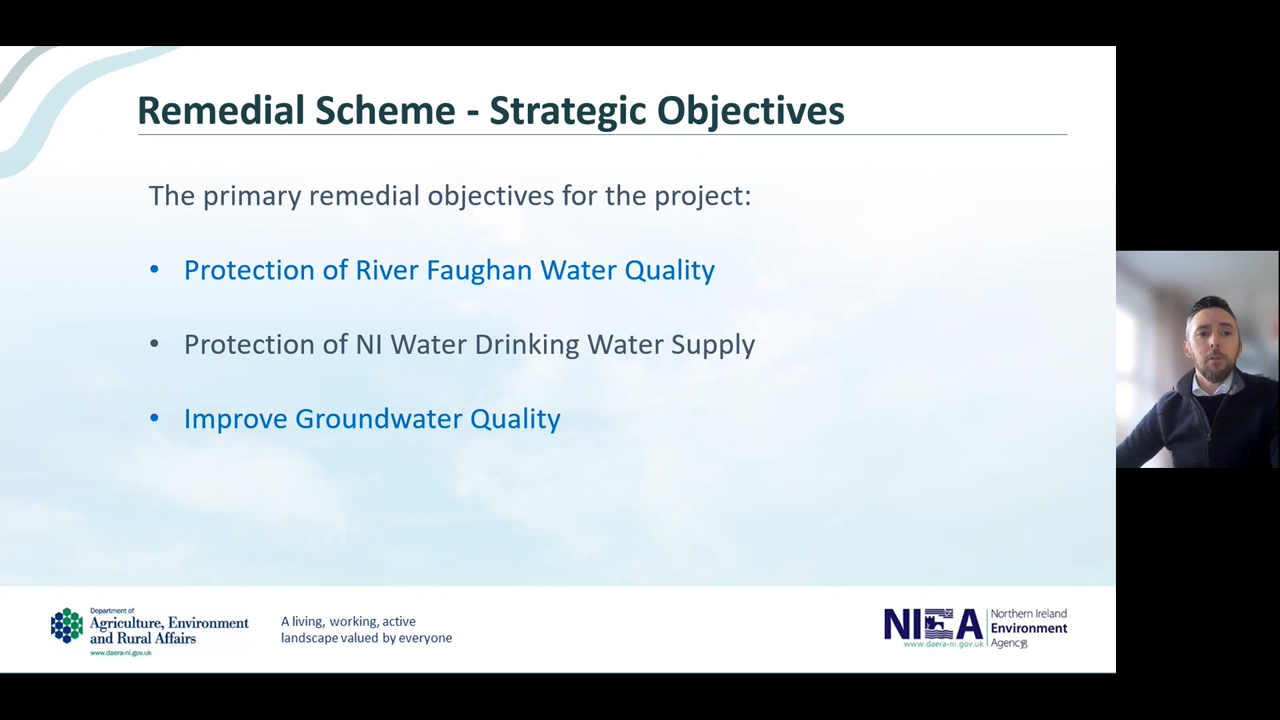 Remedial Scheme - Strategic Objectives
The primary remedial objectives for the project:
• Protection of River Faughan Water Quality
• Protection of NI Water Drinking Water Supply
• Improve Groundwater Quality
Department of
Agriculture, Environment
and Rural Affairs
www.daera-ni.gov.uk
A living, working, active
landscape valued by everyone
NIEA
www.daera-ni.gov.uk
Northern Ireland
Environment
Agency
8